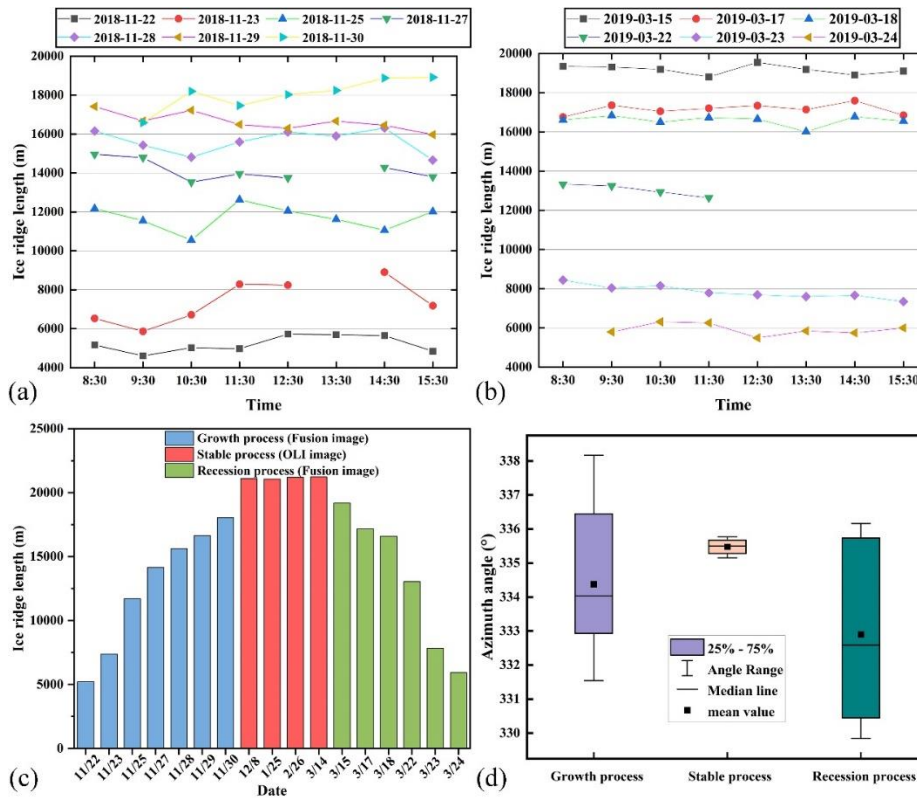 2018-11-22 2018-11-23 2018-11-25 2018-11-27
2018-11-28 2018-11-29 2018-11-30
20000
18000
16000
14000
12000
10000
8000
6000
4000
Ice ridge length (m)
8:30 9:30 10:30 11:30 12:30 13:30 14:30 15:30
Time
(a)
2019-03-15 2019-03-17 2019-03-18
2019-03-22 2019-03-23 2019-03-24
20000
18000
16000
14000
12000
10000
8000
6000
4000
Ice ridge length (m)
8:30 9:30 10:30 11:30 12:30 13:30 14:30 15:30
Time
(b)
Growth process (Fusion image)
Stable process (OLI image)
Recession process (Fusion image)
25000
20000
15000
10000
5000
0
Ice ridge length (m)
11/22 11/23 11/25 11/27 11/28 11/29 11/30 12/8 1/25 2/26 3/14 3/15 3/17 3/18 3/22 3/23 3/24
Date
(c)
338
337
336
335
334
333
332
331
330
Azimuth angle (°)
25% - 75%
Angle Range
Median line
mean value
Growth process Stable process Recession process
(d)